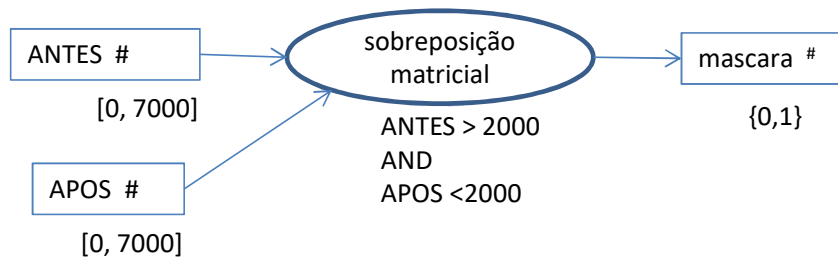 ANTES #
[0, 7000]
APOS #
[0, 7000]
sobreposição
matricial
ANTES > 2000
AND
APOS <2000
mascara #
{0,1}